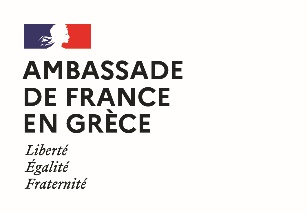 AMBASSADE
DE FRANCE
EN GRÈCE
Liberté
Égalité
Fraternité